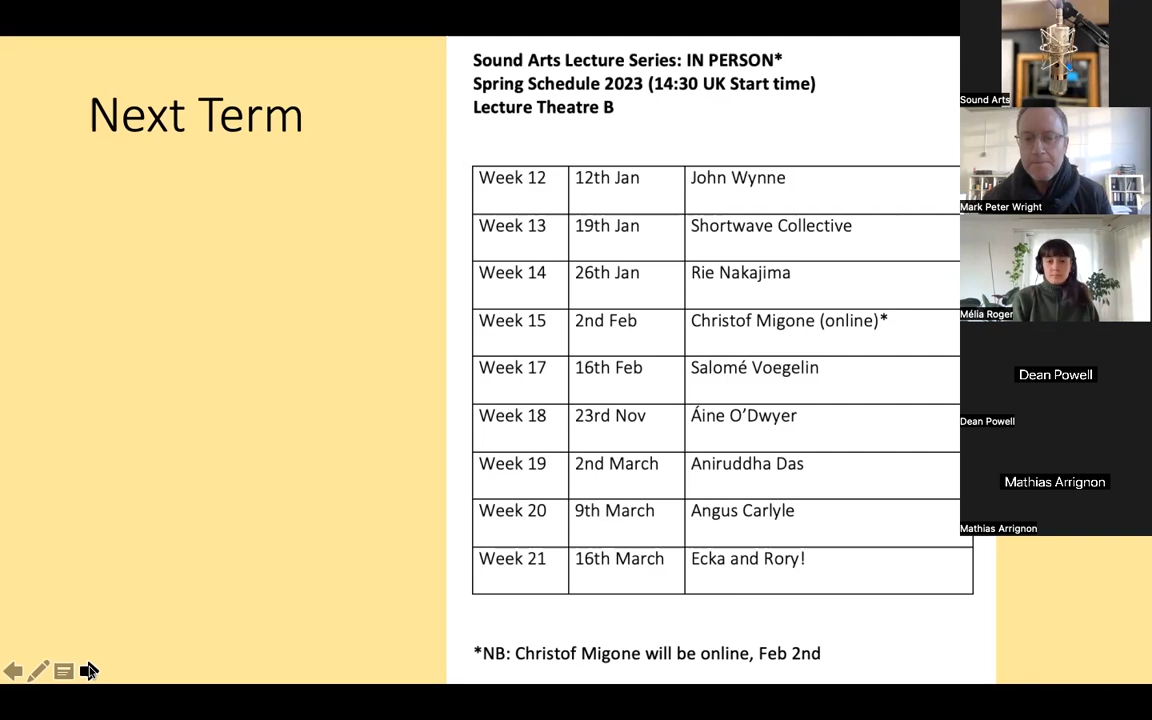 Next Term
Sound Arts Lecture Series: IN PERSON*
Spring Schedule 2023 (14:30 UK Start time)
Lecture Theatre B
Week 12 12th Jan John Wynne
Week 13 19th Jan Shortwave Collective
Week 14 26th Jan Rie Nakajima
Week 15 2nd Feb Christof Migone (online)*
Week 17 16th Feb Salomé Voegelin
Week 18 23rd Nov Áine O’Dwyer
Week 19 2nd March Aniruddha Das
Week 20 9th March Angus Carlyle
Week 21 16th March Ecka and Rory!
*NB: Christof Migone will be online, Feb 2nd
Sound Arts
Mark Peter Wright
Mélia Roger
Dean Powell
Dean Powell
Mathias Arrignon
Mathias Arrignon